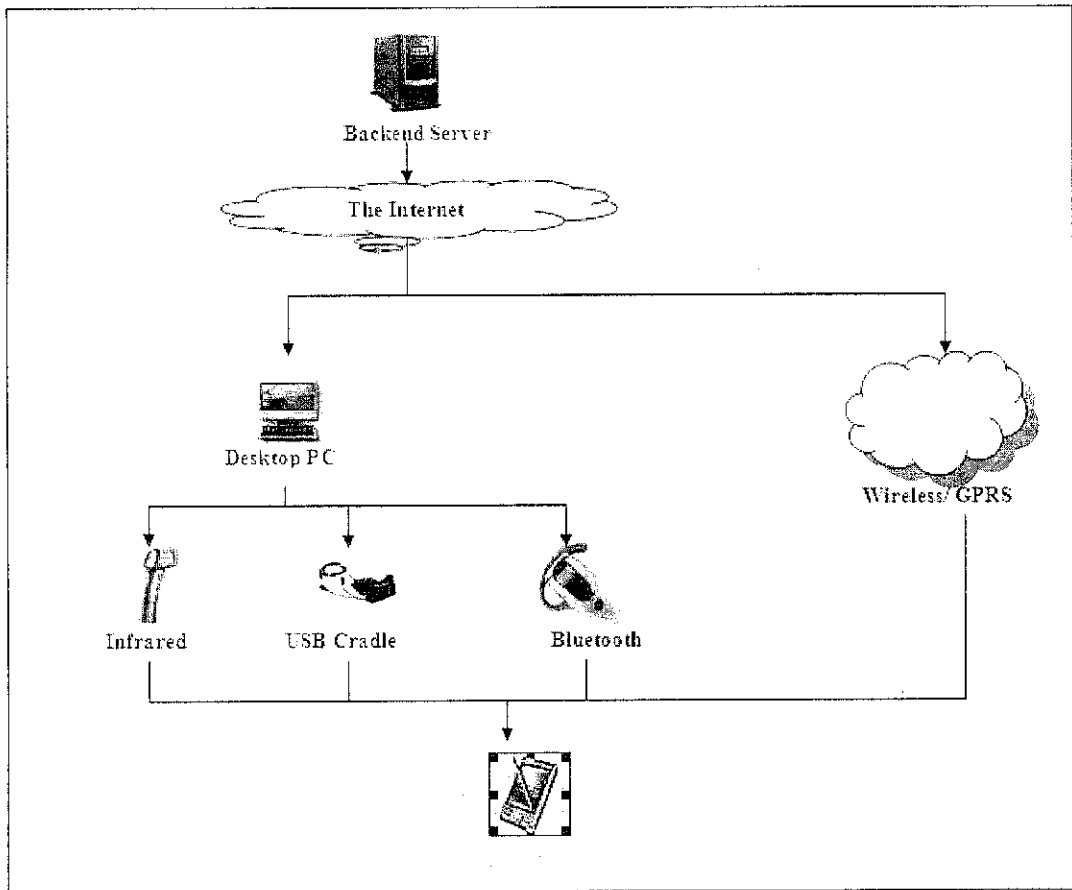 Backend Server
The Internet
Desktop PC
Wireless/ GPRS
Infrared
USB Cradle
Bluetooth